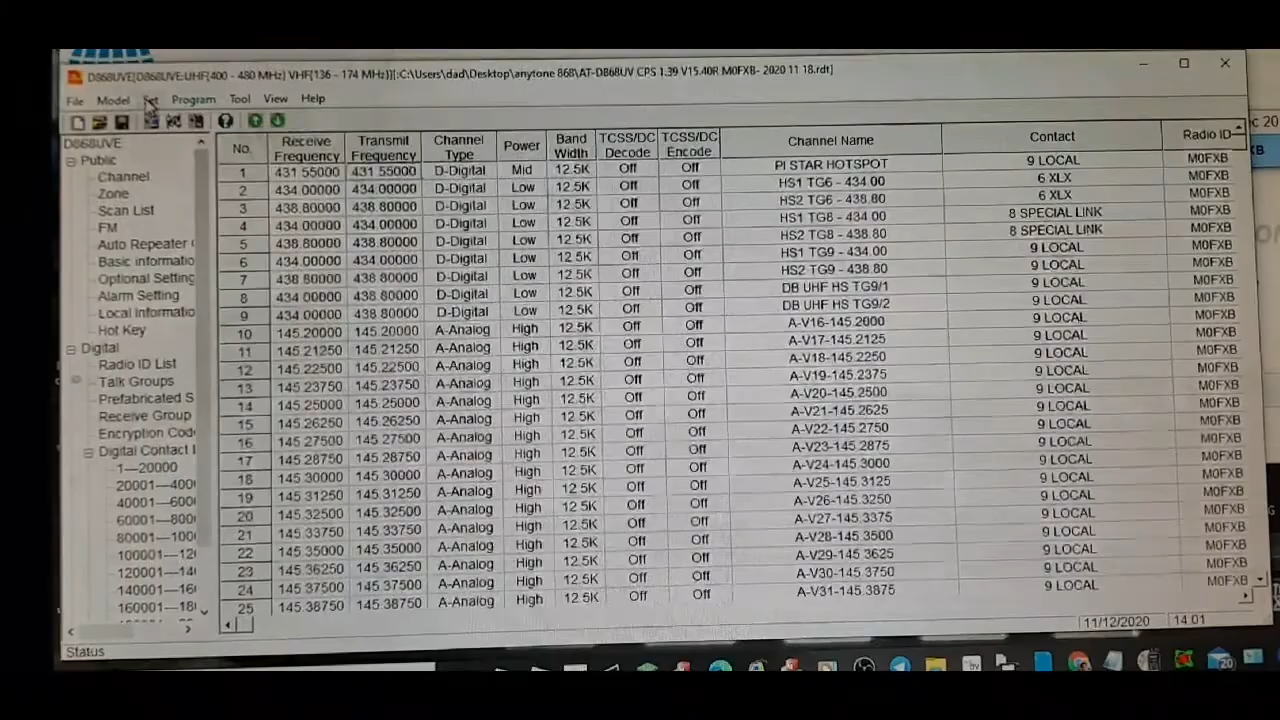 D868UVE[D868UVE:UHF{400 - 480 MHz} VHF{136 - 174 MHz}][:C:\Users\dad\Desktop\anytone 868\AT-D868UV CPS 1.39 V15.40R M0FXB- 2020 11 18.rdt]
File Model Set Program Tool View Help
D868UVE
Public
Channel
Zone
Scan List
FM
Auto Repeater
Basic informatio
Optional Setting
Alarm Setting
Local Informatio
Hot Key
Digital
Radio ID List
Talk Groups
Prefabricated S
Receive Group
Encryption Code
Digital Contact
1—20000
20001—400
40001—6000
60001—800
80001—100
100001—12
120001—14
140001—16
160001—18
No. Receive Frequency Transmit Frequency Channel Type Power Band Width TCSS/DC Decode TCSS/DC Encode Channel Name Contact Radio ID
1 431.55000 431.55000 D-Digital Mid 12.5K Off Off PI STAR HOTSPOT 9 LOCAL M0FXB
2 434.00000 434.00000 D-Digital Low 12.5K Off Off HS1 TG6 - 434.00 6 XLX M0FXB
3 438.80000 438.80000 D-Digital Low 12.5K Off Off HS2 TG6 - 438.80 6 XLX M0FXB
4 434.00000 434.00000 D-Digital Low 12.5K Off Off HS1 TG8 - 434.00 8 SPECIAL LINK M0FXB
5 438.80000 438.80000 D-Digital Low 12.5K Off Off HS2 TG8 - 438.80 8 SPECIAL LINK M0FXB
6 434.00000 434.00000 D-Digital Low 12.5K Off Off HS1 TG9 - 434.00 9 LOCAL M0FXB
7 438.80000 438.80000 D-Digital Low 12.5K Off Off HS2 TG9 - 438.80 9 LOCAL M0FXB
8 434.00000 438.80000 D-Digital Low 12.5K Off Off DB UHF HS TG9/1 9 LOCAL M0FXB
9 434.00000 438.80000 D-Digital Low 12.5K Off Off DB UHF HS TG9/2 9 LOCAL M0FXB
10 145.20000 145.20000 A-Analog High 12.5K Off Off A-V16-145.2000 9 LOCAL M0FXB
11 145.21250 145.21250 A-Analog High 12.5K Off Off A-V17-145.2125 9 LOCAL M0FXB
12 145.22500 145.22500 A-Analog High 12.5K Off Off A-V18-145.2250 9 LOCAL M0FXB
13 145.23750 145.23750 A-Analog High 12.5K Off Off A-V19-145.2375 9 LOCAL M0FXB
14 145.25000 145.25000 A-Analog High 12.5K Off Off A-V20-145.2500 9 LOCAL M0FXB
15 145.26250 145.26250 A-Analog High 12.5K Off Off A-V21-145.2625 9 LOCAL M0FXB
16 145.27500 145.27500 A-Analog High 12.5K Off Off A-V22-145.2750 9 LOCAL M0FXB
17 145.28750 145.28750 A-Analog High 12.5K Off Off A-V23-145.2875 9 LOCAL M0FXB
18 145.30000 145.30000 A-Analog High 12.5K Off Off A-V24-145.3000 9 LOCAL M0FXB
19 145.31250 145.31250 A-Analog High 12.5K Off Off A-V25-145.3125 9 LOCAL M0FXB
20 145.32500 145.32500 A-Analog High 12.5K Off Off A-V26-145.3250 9 LOCAL M0FXB
21 145.33750 145.33750 A-Analog High 12.5K Off Off A-V27-145.3375 9 LOCAL M0FXB
22 145.35000 145.35000 A-Analog High 12.5K Off Off A-V28-145.3500 9 LOCAL M0FXB
23 145.36250 145.36250 A-Analog High 12.5K Off Off A-V29-145.3625 9 LOCAL M0FXB
24 145.37500 145.37500 A-Analog High 12.5K Off Off A-V30-145.3750 9 LOCAL M0FXB
25 145.38750 145.38750 A-Analog High 12.5K Off Off A-V31-145.3875 9 LOCAL M0FXB
Status
11/12/2020 14:01
20